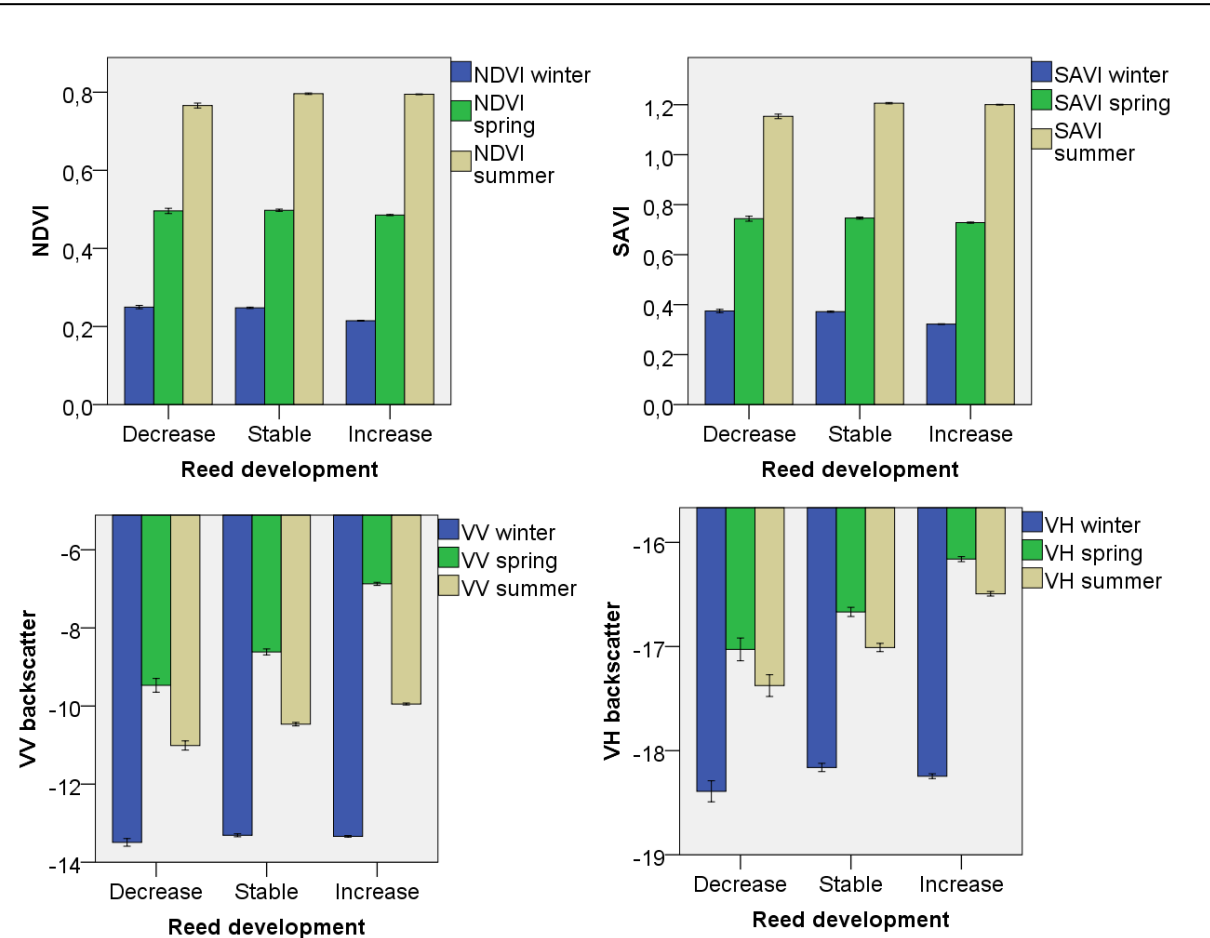 NDVI winter
NDVI
spring
NDVI
summer
0,8
0,6
0,4
0,2
0,0
NDVI
Decrease Stable Increase
Reed development
SAVI winter
SAVI spring
SAVI
summer
1,2
1,0
0,8
0,6
0,4
0,2
0,0
SAVI
Decrease Stable Increase
Reed development
VV winter
VV spring
VV summer
-6
-8
-10
-12
-14
VV backscatter
Decrease Stable Increase
Reed development
VH winter
VH spring
VH summer
-16
-17
-18
-19
VH backscatter
Decrease Stable Increase
Reed development